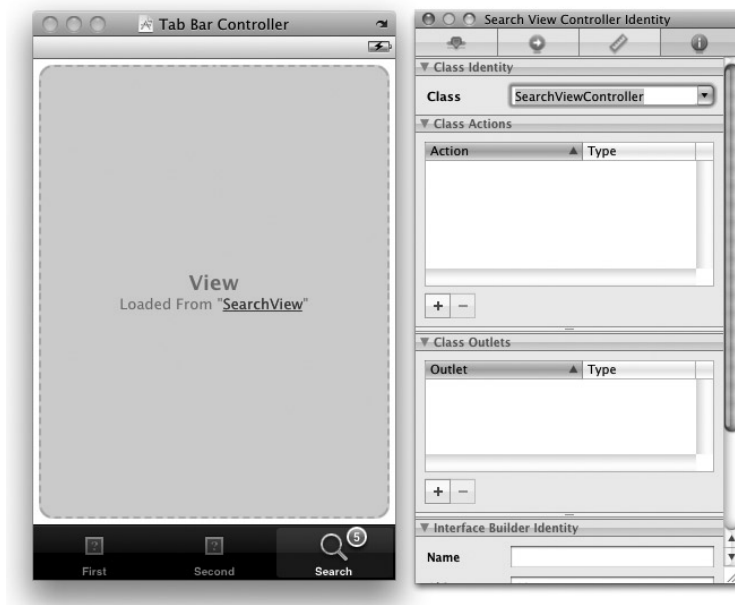 Tab Bar Controller
View
Loaded From "SearchView"
5
First
Second
Search
Search View Controller Identity
Class Identity
Class
SearchViewController
Class Actions
Action
Type
+ −
Class Outlets
Outlet
Type
+ −
Interface Builder Identity
Name